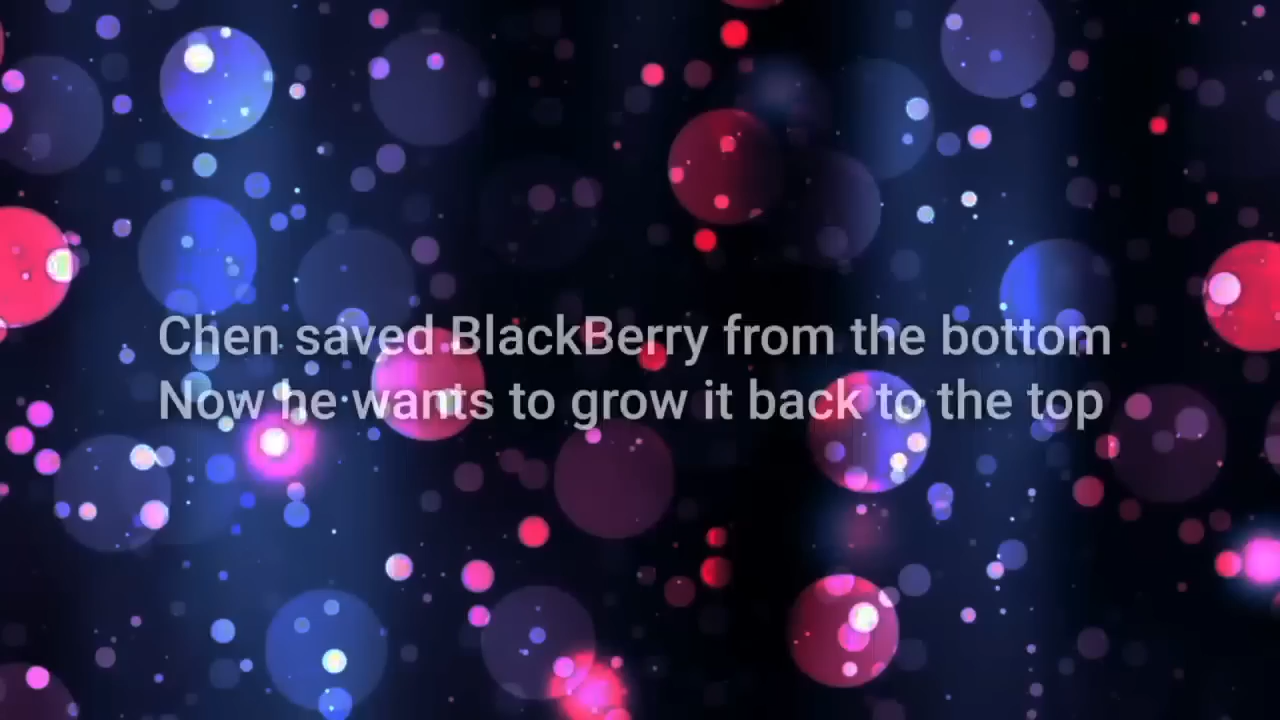 Chen saved BlackBerry from the bottom
Now he wants to grow it back to the top